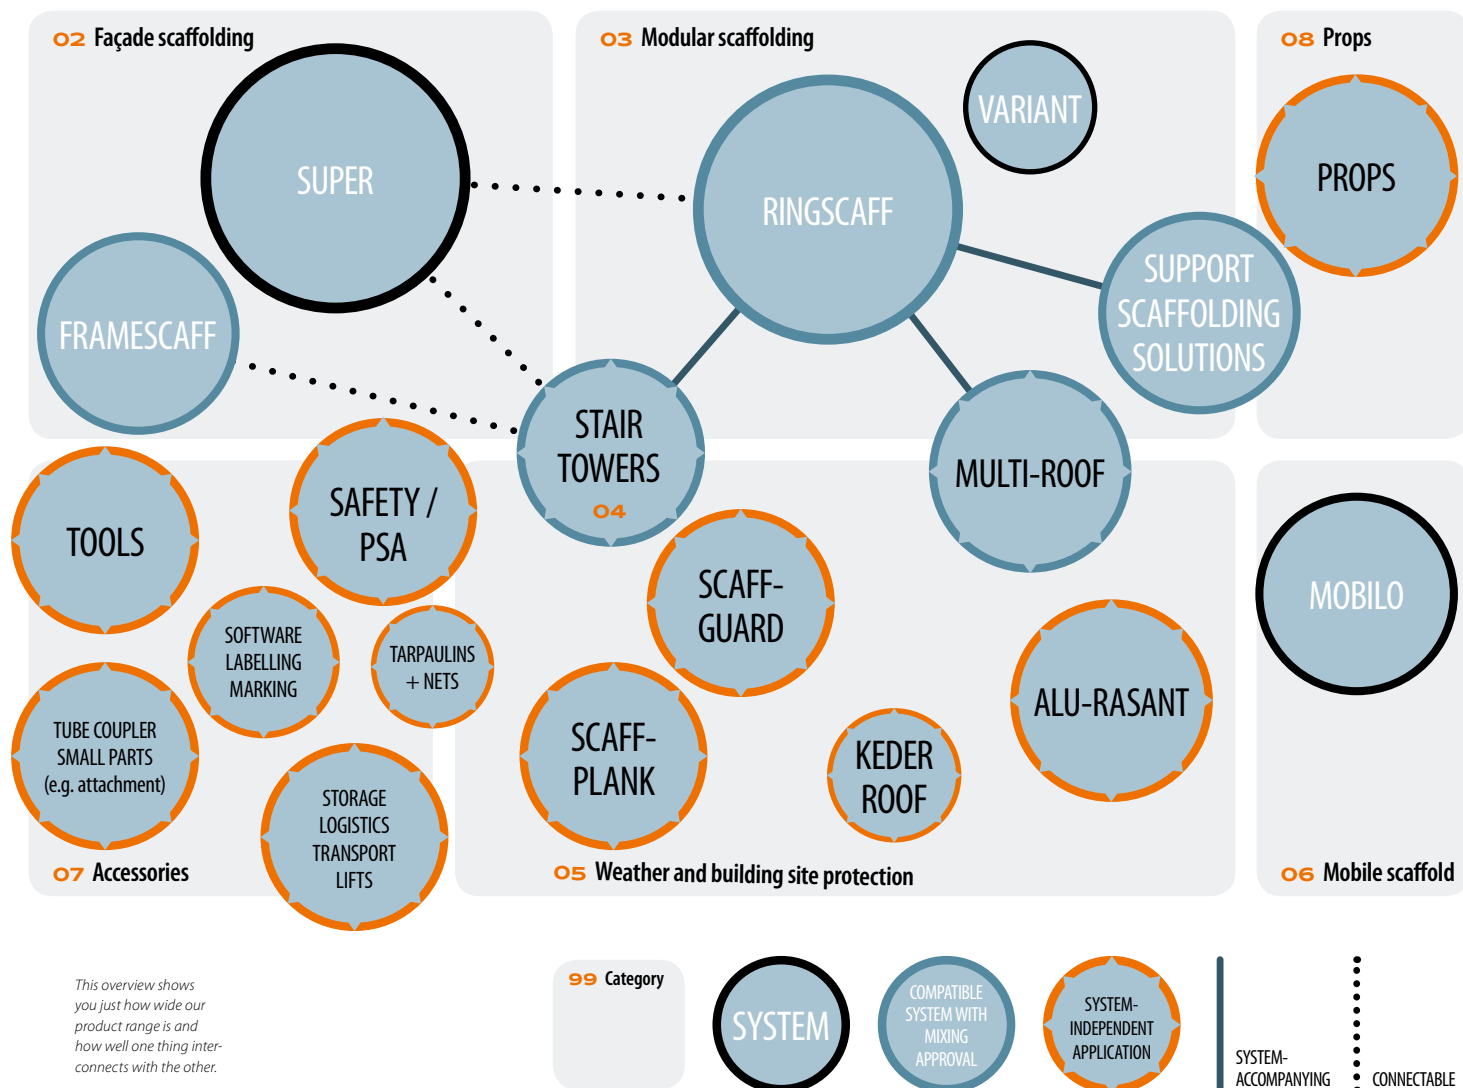 02 Façade scaffolding
03 Modular scaffolding
08 Props
SUPER
FRAMESCAFF
RINGSCAFF
VARIANT
SUPPORT
SCAFFOLDING
SOLUTIONS
PROPS
STAIR
TOWERS
04
MULTI-ROOF
TOOLS
SAFETY /
PSA
SOFTWARE
LABELLING
MARKING
TARPAULINS
+ NETS
TUBE COUPLER
SMALL PARTS
(e.g. attachment)
STORAGE
LOGISTICS
TRANSPORT
LIFTS
07 Accessories
SCAFF-
GUARD
SCAFF-
PLANK
KEDER
ROOF
ALU-RASANT
05 Weather and building site protection
MOBILO
06 Mobile scaffold
This overview shows
you just how wide our
product range is and
how well one thing inter-
connects with the other.
99 Category
SYSTEM
COMPATIBLE
SYSTEM WITH
MIXING
APPROVAL
SYSTEM-
INDEPENDENT
APPLICATION
SYSTEM-
ACCOMPANYING
CONNECTABLE